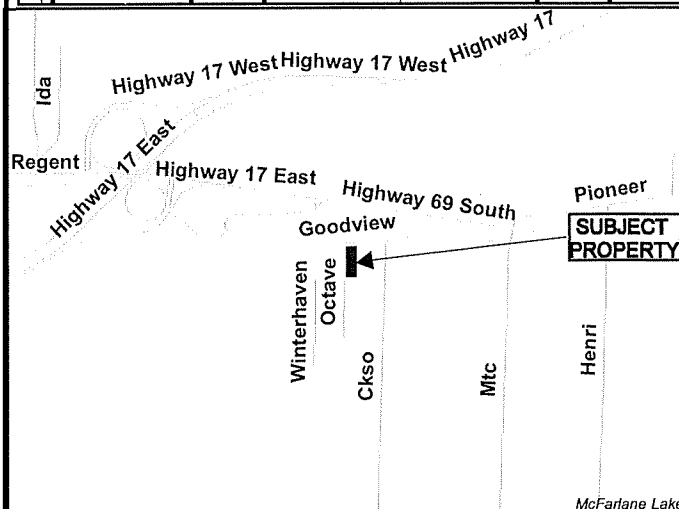 Highway 17
Highway 17 West
Highway 17 West
Ida
Regent
Highway 17 East
Highway 17 East
Highway 69 South
Pioneer
Goodview
SUBJECT
PROPERTY
Winterhaven
Octave
Ckso
Mtc
Henri
McFarlane Lake